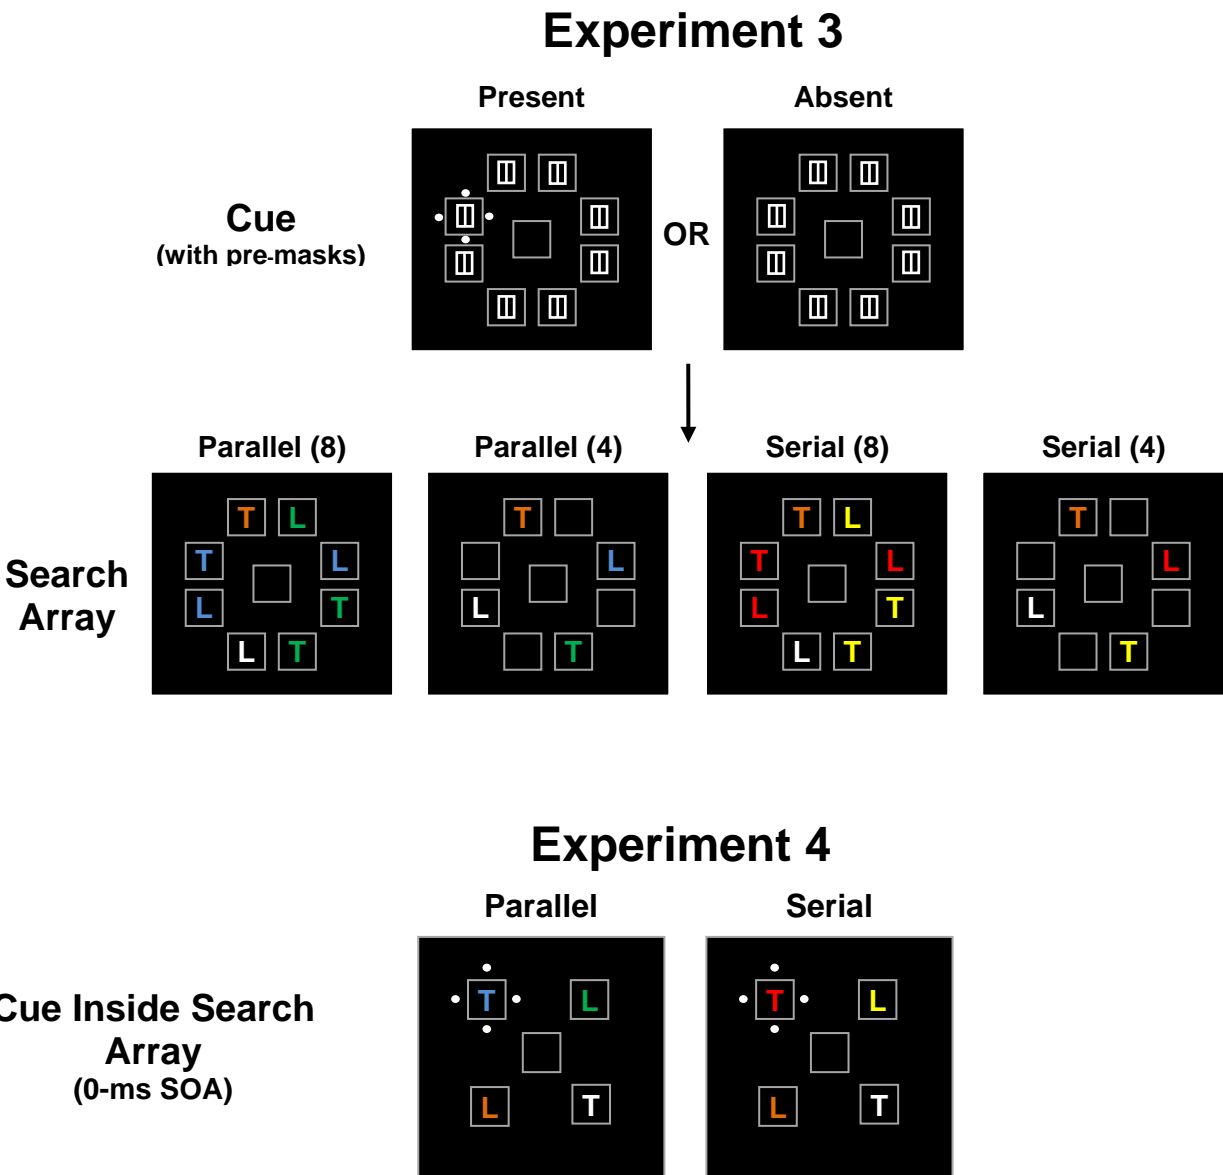 Experiment 3
Present Absent
Cue
(with pre-masks)
OR
Parallel (8) Parallel (4) Serial (8) Serial (4)
Search
Array
T L T T L T
T L L T L L
L T L L T L
L T T L T T
Experiment 4
Parallel Serial
Cue Inside Search
Array
(0-ms SOA)
T L T L
L T L T